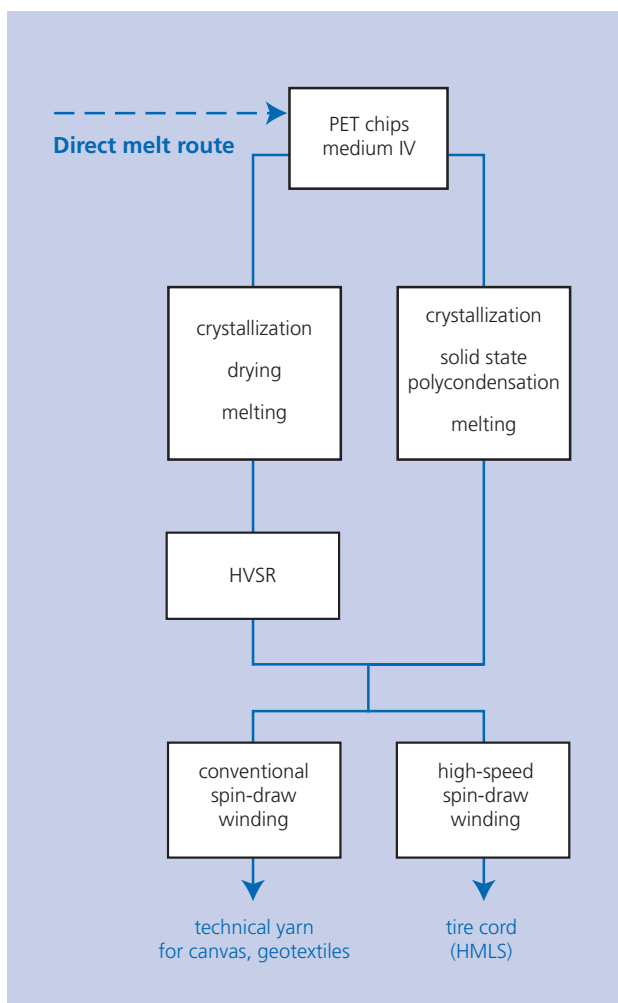 PET chips
medium IV
Direct melt route
crystallization
drying
melting
crystallization
solid state
polycondensation
melting
HVSR
conventional
spin-draw
winding
high-speed
spin-draw
winding
technical yarn
for canvas, geotextiles
tire cord
(HMLS)